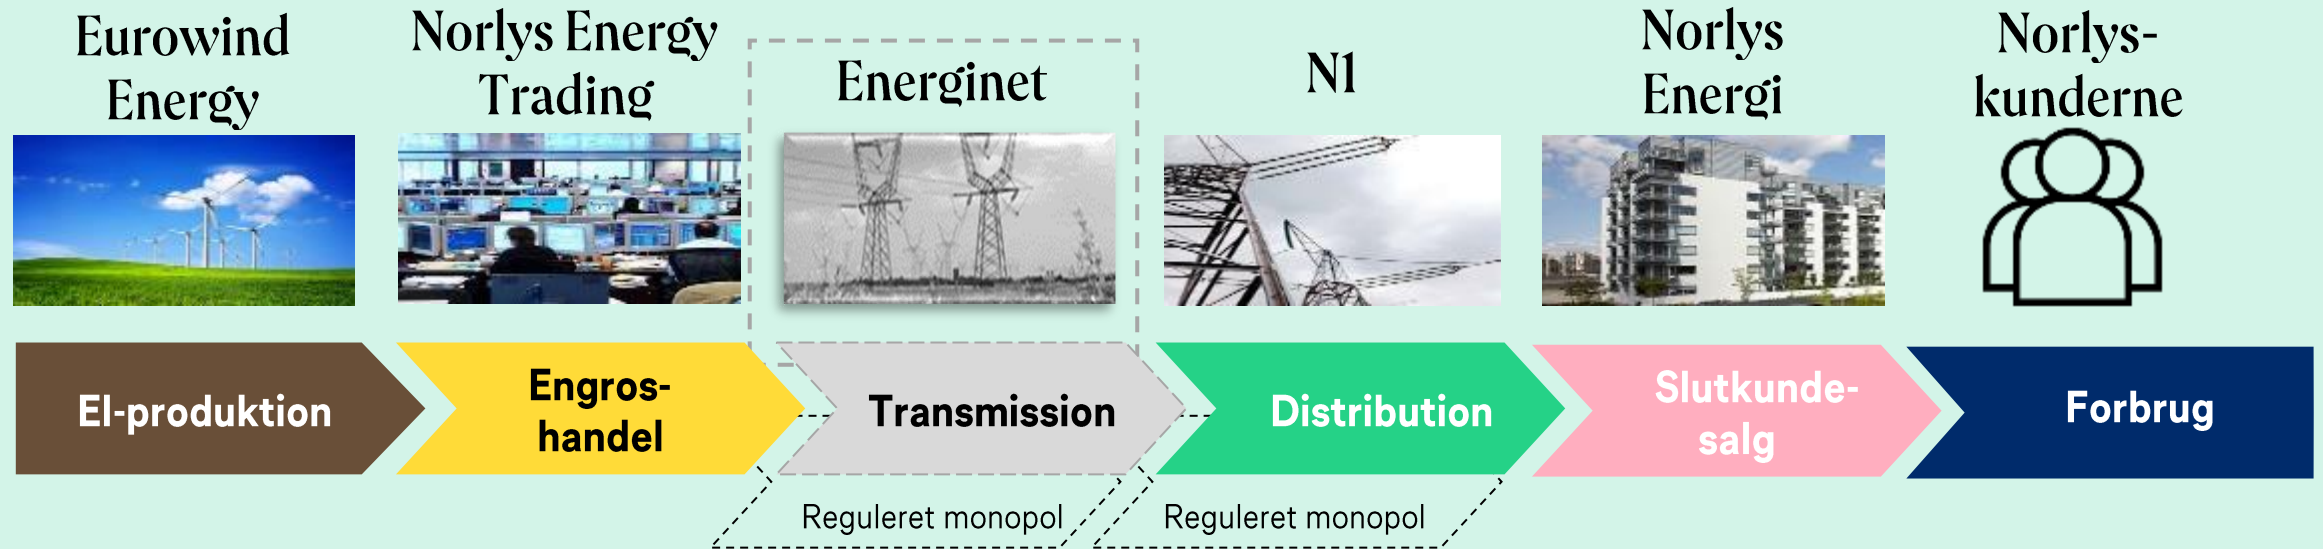 Eurowind
Energy
Norlys Energy
Trading
Energinet
N1
Norlys
Energi
Norlys-
kunderne
El-produktion
Engros-
handel
Transmission
Distribution
Slutkunde-
salg
Forbrug
Reguleret monopol
Reguleret monopol